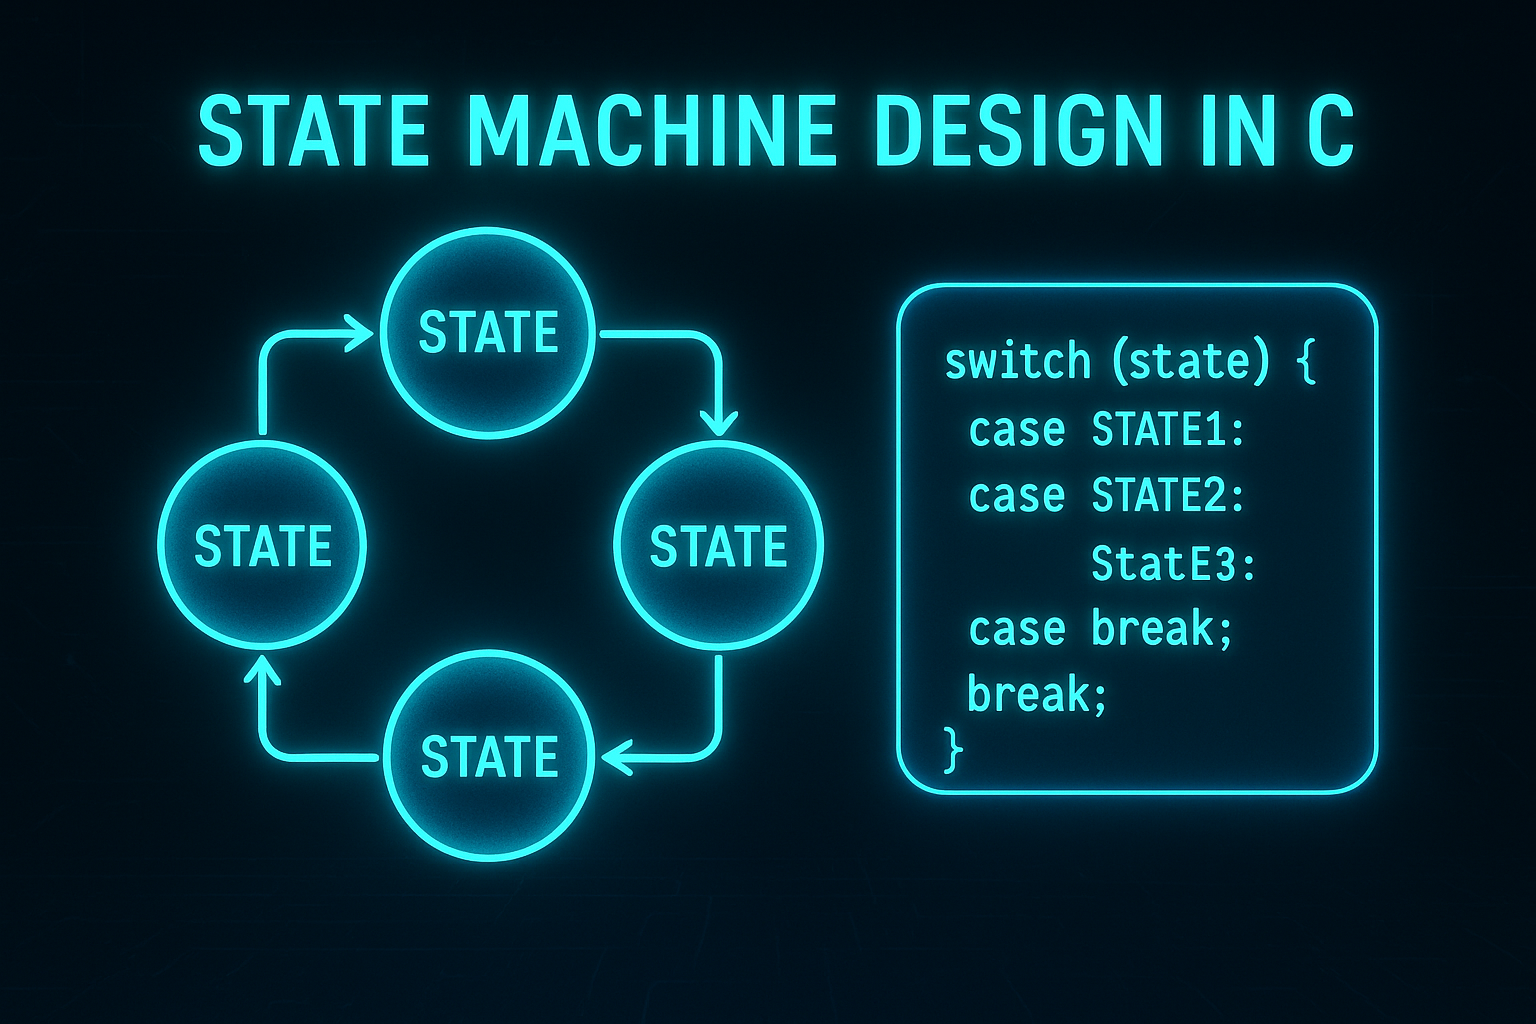 STATE MACHINE DESIGN IN C
STATE
STATE
STATE
STATE
switch (state) {
case STATE1:
case STATE2:
StatE3:
case break;
break;
}